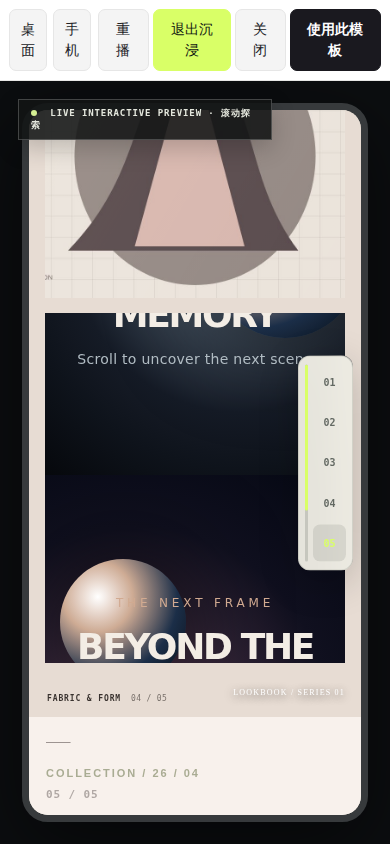 桌面
手机
重播
退出沉浸
关闭
使用此模板
LIVE INTERACTIVE PREVIEW · 滚动探索
MEMORY
Scroll to uncover the next scen
01
02
03
04
05
THE NEXT FRAME
BEYOND THE
FABRIC & FORM 04 / 05
LOOKBOOK / SERIES 01
COLLECTION / 26 / 04
05 / 05